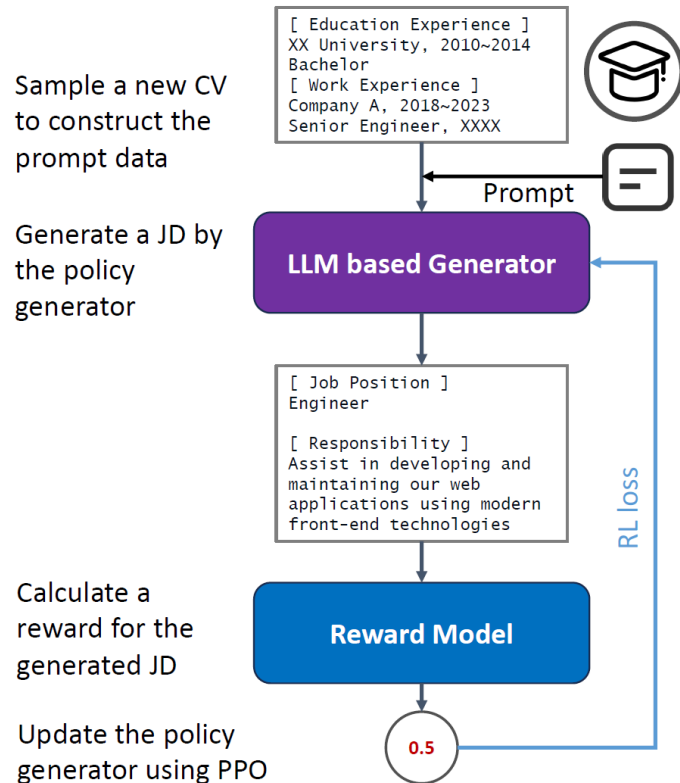 [ Education Experience ]
XX University, 2010~2014
Bachelor
[ Work Experience ]
Company A, 2018~2023
Senior Engineer, XXXX
Sample a new CV
to construct the
prompt data
Prompt
Generate a JD by
the policy
generator
LLM based Generator
[ Job Position ]
Engineer
[ Responsibility ]
Assist in developing and
maintaining our web
applications using modern
front-end technologies
RL loss
Calculate a
reward for the
generated JD
Reward Model
Update the policy
generator using PPO
0.5